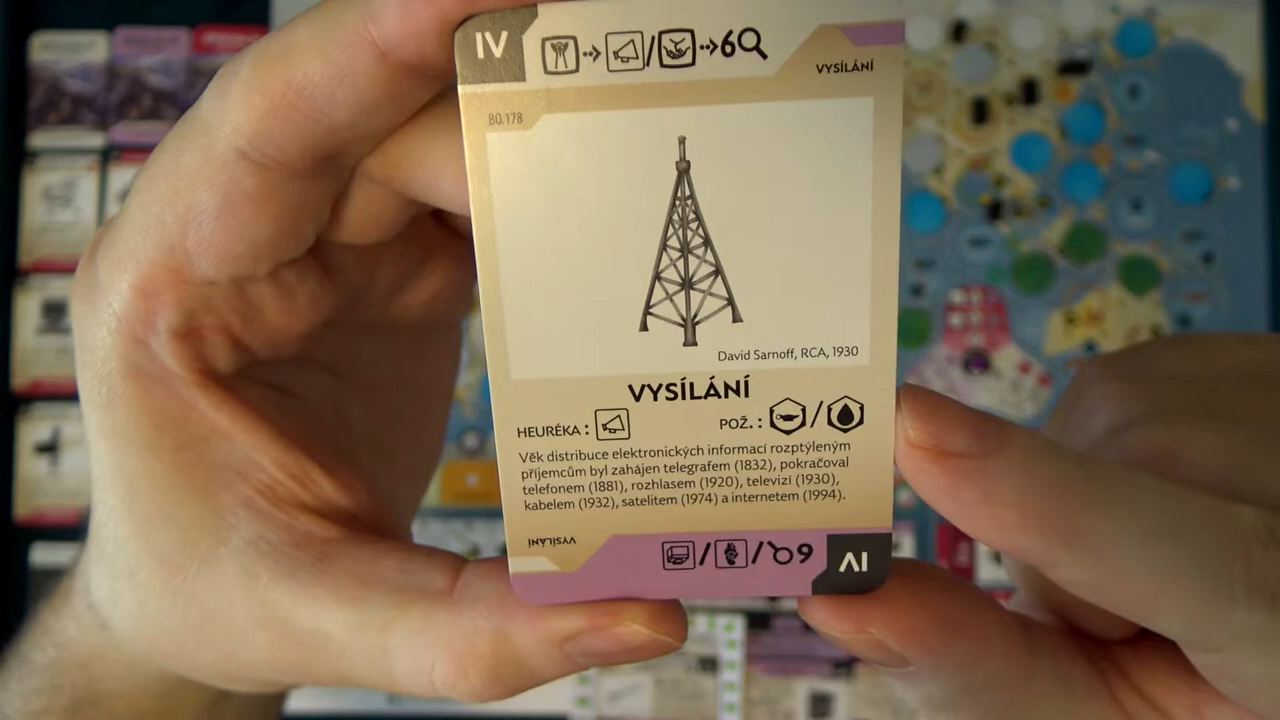 IV
6
VYSÍLÁNÍ
80.178
David Sarnoff, RCA, 1930
VYSÍLÁNÍ
HEURÉKA :
POŽ. : /
Věk distribuce elektronických informací rozptýleným
příjemcům byl zahájen telegrafem (1832), pokračoval
telefonem (1881), rozhlasem (1920), televizí (1930),
kabelem (1932), satelitem (1974) a internetem (1994).
VYSÍLÁNÍ
6
IV